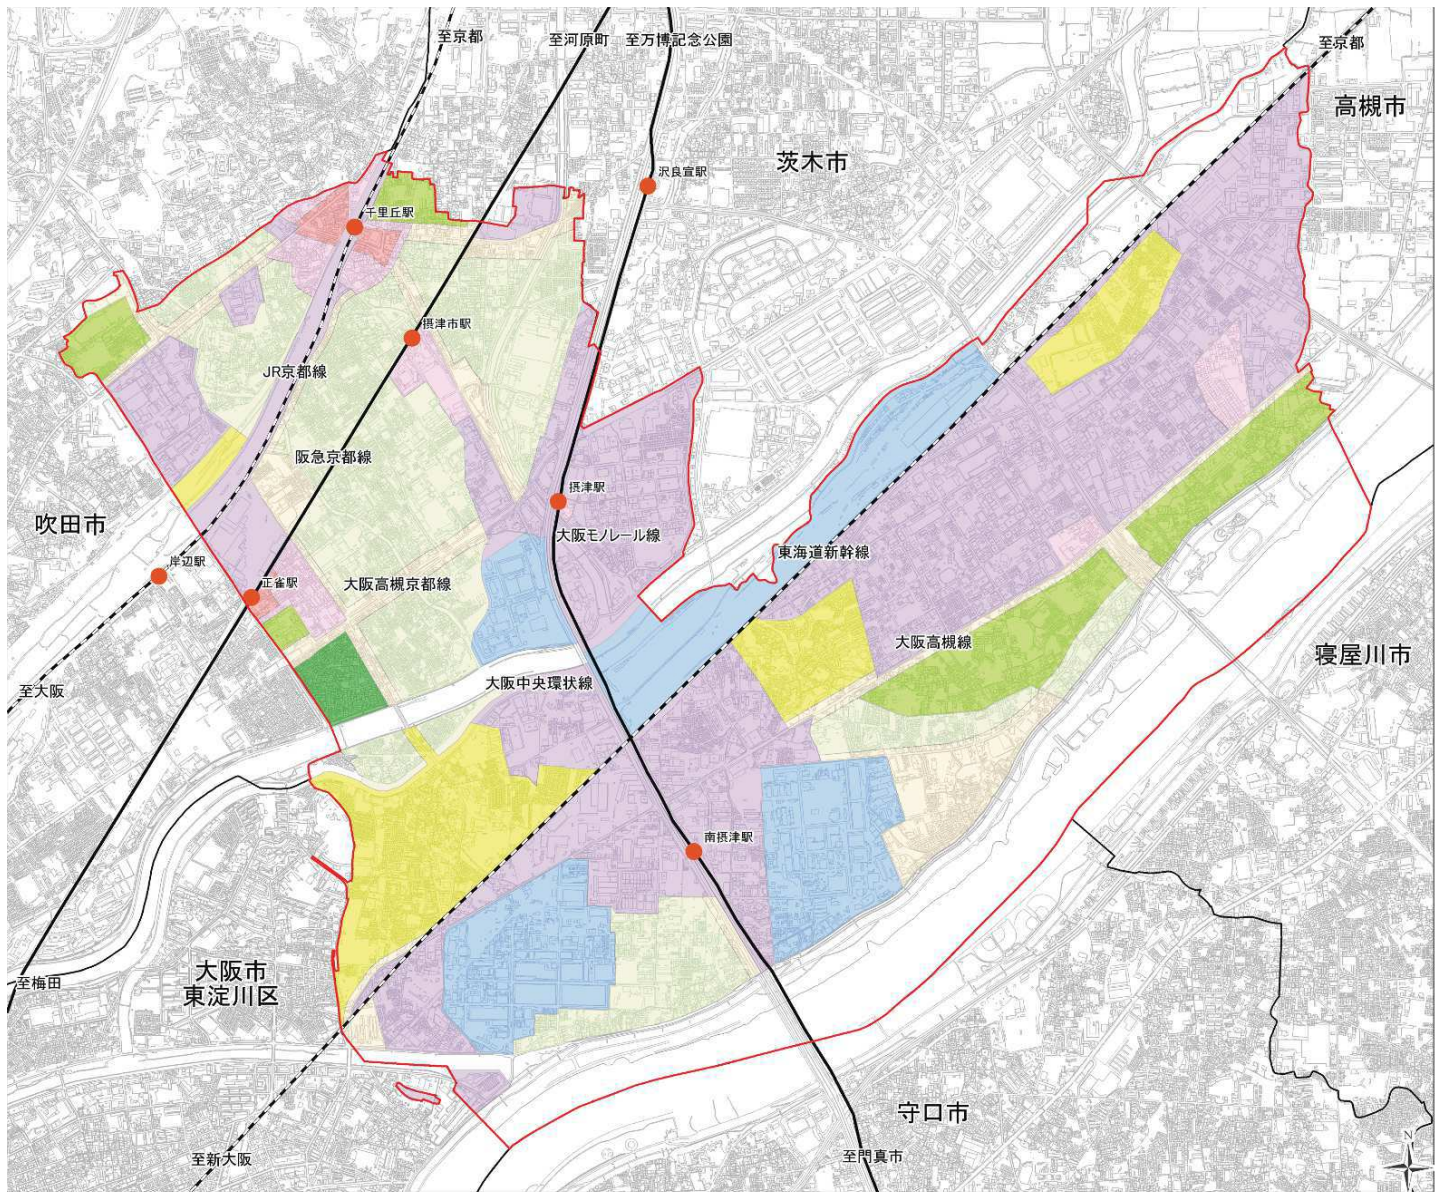 至京都
至河原町
至万博記念公園
至京都
高槻市
茨木市
沢良宜駅
千里丘駅
摂津市駅
JR京都線
阪急京都線
摂津駅
吹田市
大阪モノレール線
東海道新幹線
岸辺駅
正雀駅
大阪高槻京都線
大阪高槻線
寝屋川市
至大阪
大阪中央環状線
南摂津駅
大阪市
東淀川区
至梅田
守口市
至新大阪
至門真市
N